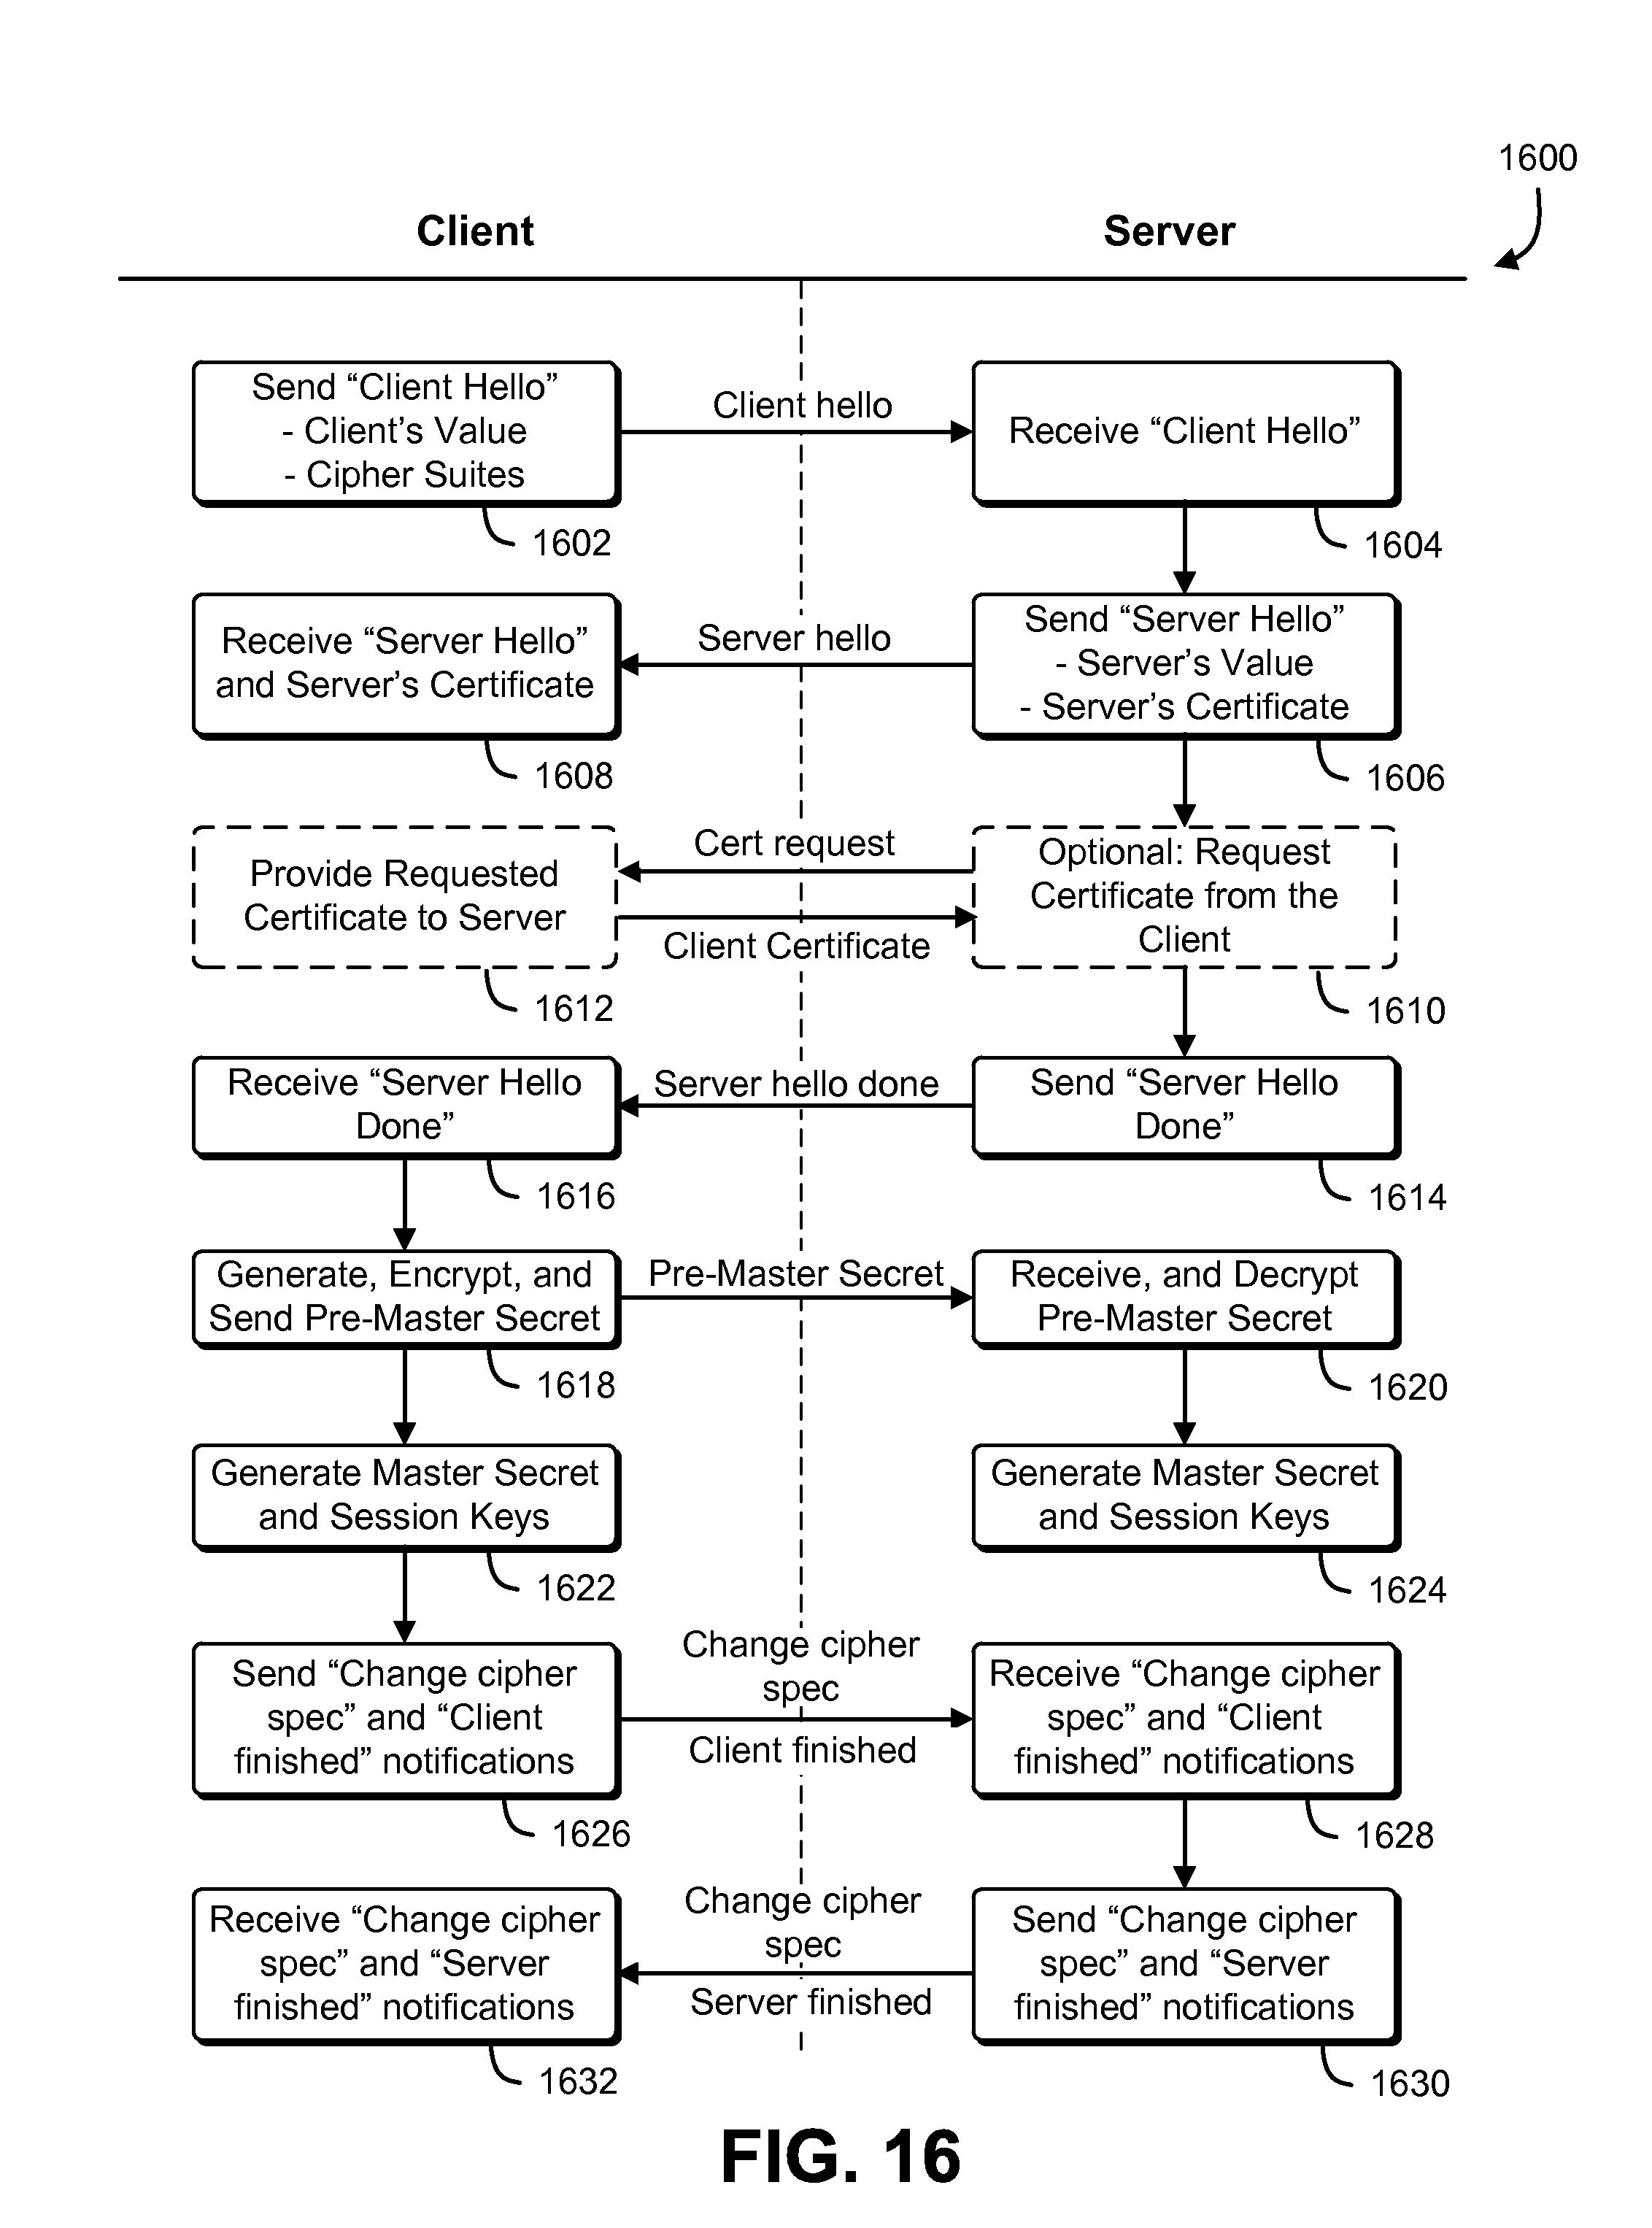 1600
Client
Server
Send “Client Hello”
- Client’s Value
- Cipher Suites
1602
Client hello
Receive “Client Hello”
1604
Receive “Server Hello”
and Server’s Certificate
1608
Server hello
Send “Server Hello”
- Server’s Value
- Server’s Certificate
1606
Provide Requested
Certificate to Server
1612
Cert request
Client Certificate
Optional: Request
Certificate from the
Client
1610
Receive “Server Hello
Done”
1616
Server hello done
Send “Server Hello
Done”
1614
Generate, Encrypt, and
Send Pre-Master Secret
1618
Pre-Master Secret
Receive, and Decrypt
Pre-Master Secret
1620
Generate Master Secret
and Session Keys
1622
Generate Master Secret
and Session Keys
1624
Send “Change cipher
spec” and “Client
finished” notifications
1626
Change cipher
spec
Client finished
Receive “Change cipher
spec” and “Client
finished” notifications
1628
Receive “Change cipher
spec” and “Server
finished” notifications
1632
Change cipher
spec
Server finished
Send “Change cipher
spec” and “Server
finished” notifications
1630
FIG. 16